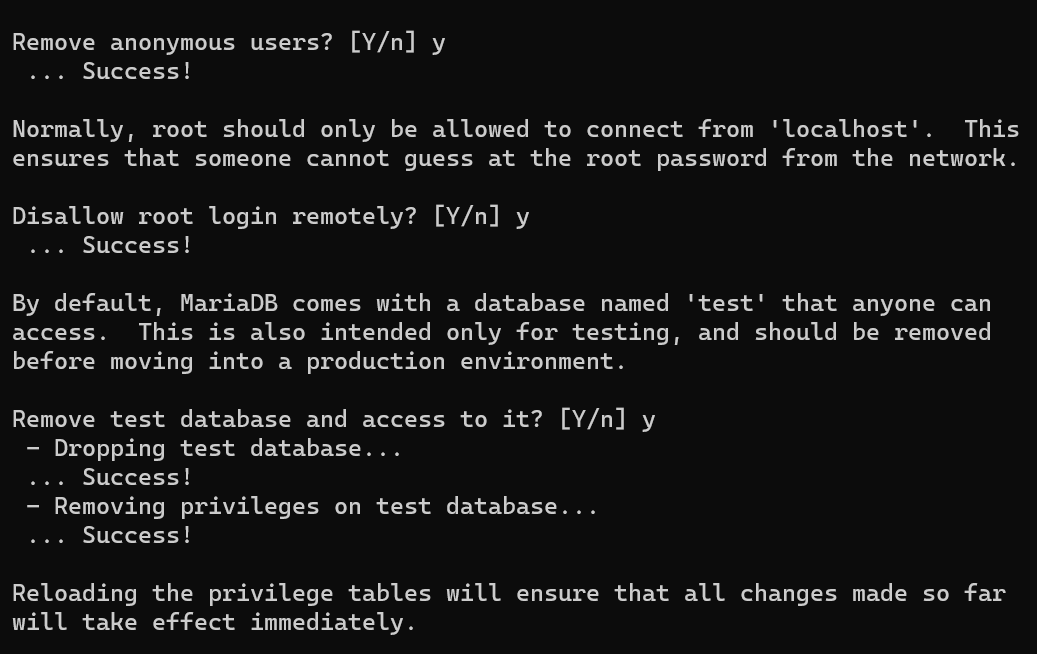 Remove anonymous users? [Y/n] y
 ... Success!

Normally, root should only be allowed to connect from 'localhost'.  This
ensures that someone cannot guess at the root password from the network.

Disallow root login remotely? [Y/n] y
 ... Success!

By default, MariaDB comes with a database named 'test' that anyone can
access.  This is also intended only for testing, and should be removed
before moving into a production environment.

Remove test database and access to it? [Y/n] y
 - Dropping test database...
 ... Success!
 - Removing privileges on test database...
 ... Success!

Reloading the privilege tables will ensure that all changes made so far
will take effect immediately.